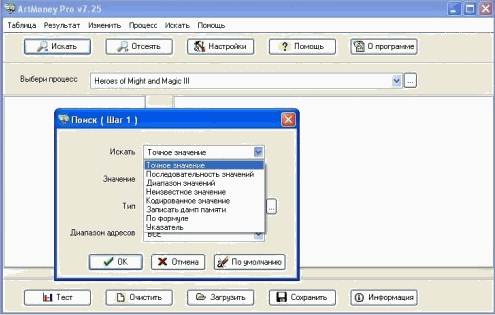 ArtMoney Pro v7.25
Таблица Результат Изменить Процесс Искать Помощь
Искать Отсеять Настройки ? Помощь О программе
Выбери процесс Heroes of Might and Magic III ...
Поиск ( Шаг 1 )
Искать Точное значение
Точное значение
Последовательность значений
Значение Диапазон значений
Неизвестное значение
Кодированное значение
Тип Записать дамп памяти ...
По формуле
Указатель
Диапазон адресов ВСЕ
OK Отмена По умолчанию
Тест Очистить Загрузить Сохранить Информация